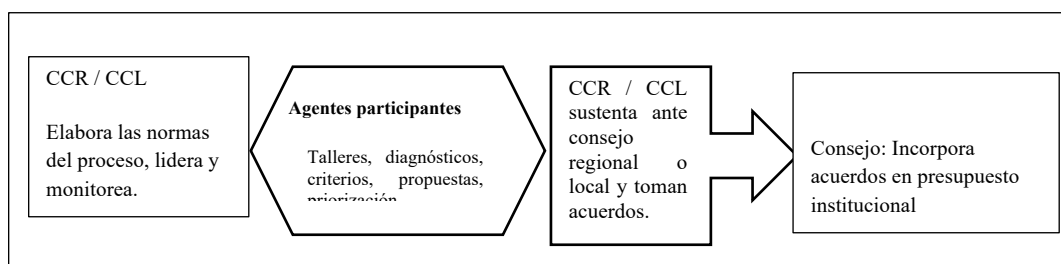 CCR / CCL
Elabora las normas
del proceso, lidera y
monitorea.
Agentes participantes
Talleres, diagnósticos,
criterios, propuestas,
priorización
CCR / CCL
sustenta ante
consejo
regional o
local y toman
acuerdos.
Consejo: Incorpora
acuerdos en presupuesto
institucional